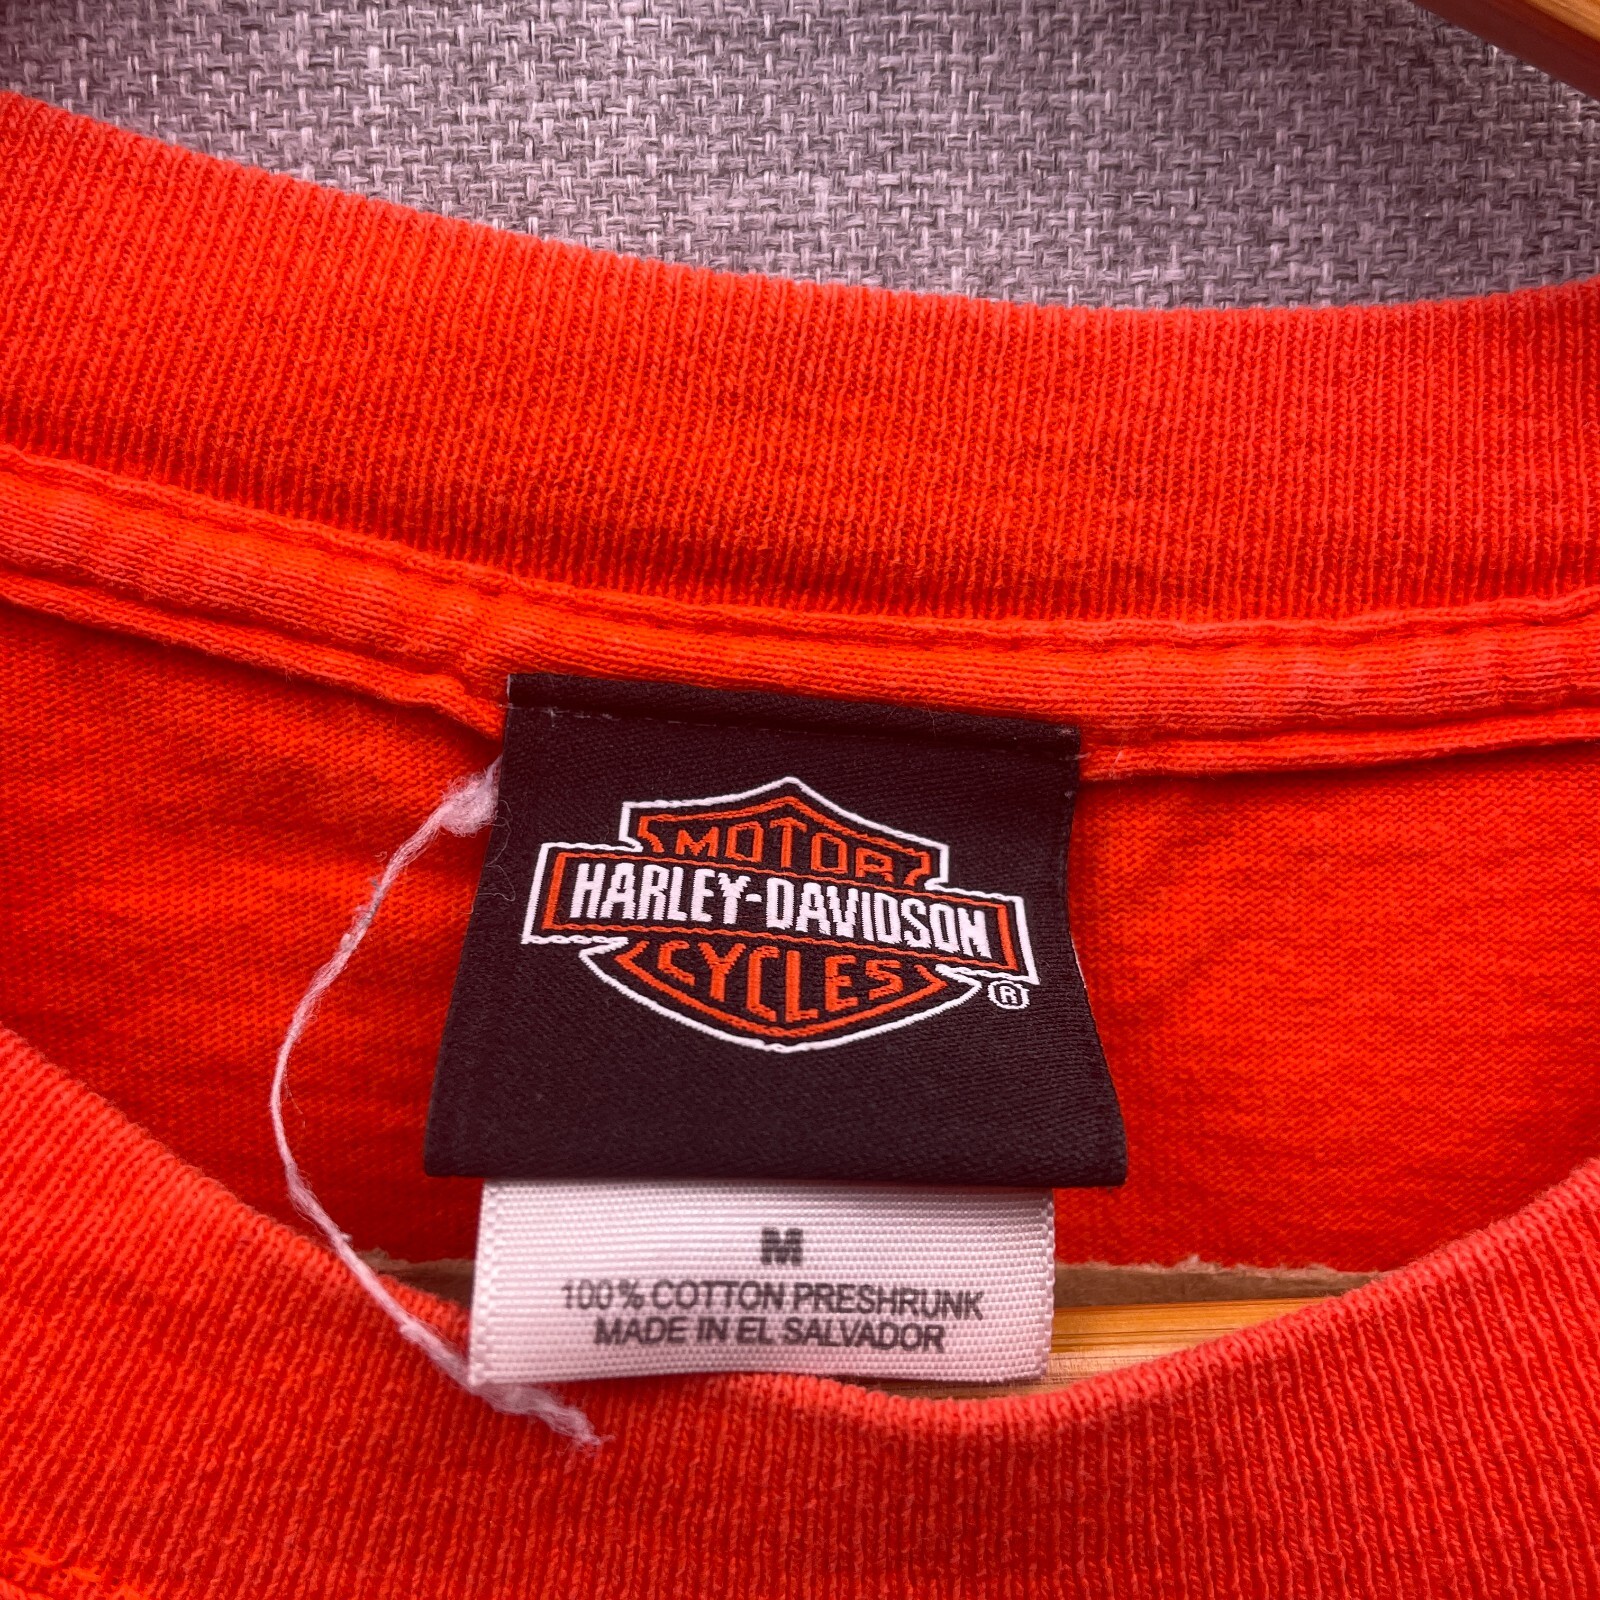 MOTOR
HARLEY-DAVIDSON
CYCLES
®
M
100% COTTON PRESHRUNK
MADE IN EL SALVADOR